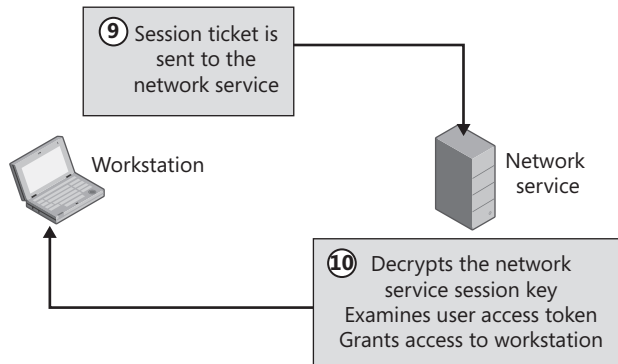 9 Session ticket is
sent to the
network service
Workstation
Network
service
10 Decrypts the network
service session key
Examines user access token
Grants access to workstation